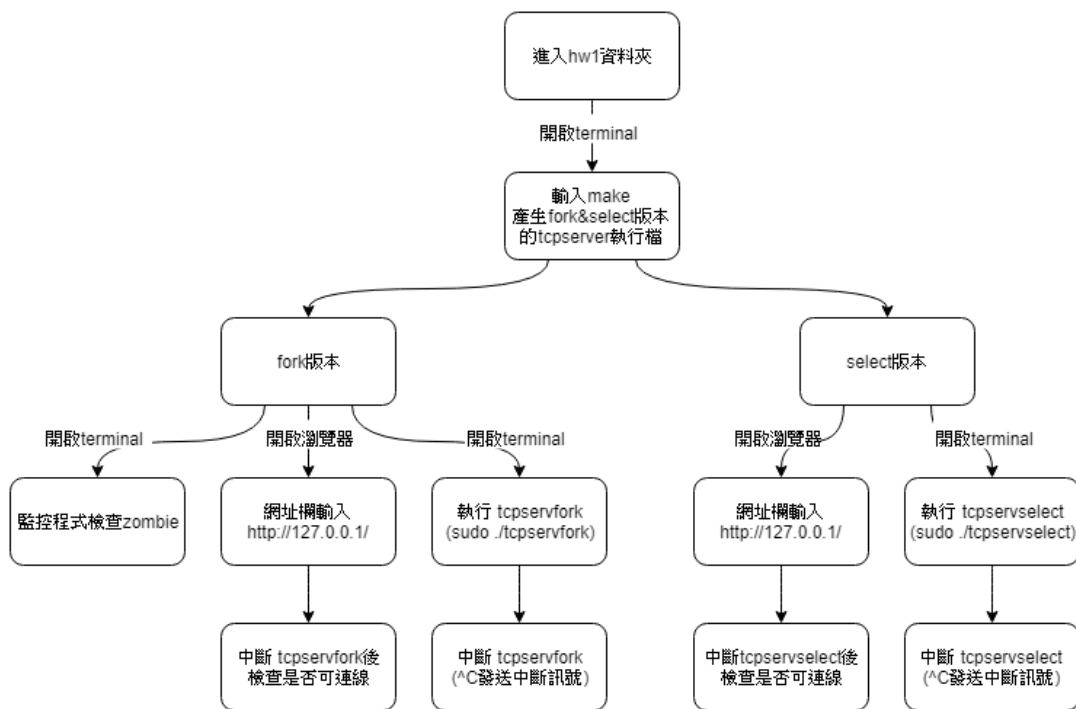 進入hw1資料夾
開啟terminal
輸入make
產生fork&select版本
的tcpserver執行檔
fork版本
select版本
開啟terminal
開啟瀏覽器
開啟terminal
開啟瀏覽器
開啟terminal
監控程式檢查zombie
網址欄輸入
http://127.0.0.1/
執行 tcpservfork
(sudo ./tcpservfork)
網址欄輸入
http://127.0.0.1/
執行 tcpservselect
(sudo ./tcpservselect)
中斷 tcpservfork後
檢查是否可連線
中斷 tcpservfork
(^C發送中斷訊號)
中斷tcpservselect後
檢查是否可連線
中斷 tcpservselect
(^C發送中斷訊號)